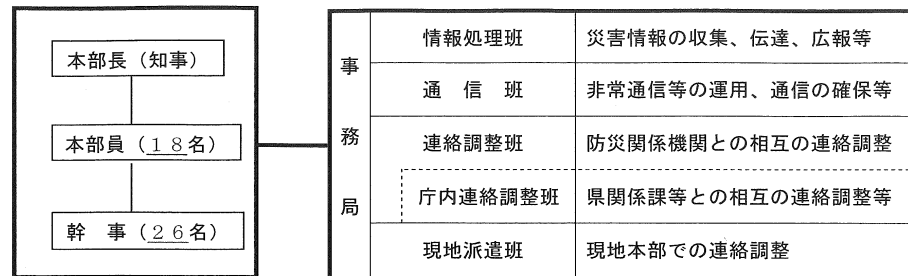 本部長（知事）
本部員（１８名）
幹　事（２６名）
事務局
情報処理班　災害情報の収集、伝達、広報等
通　信　班　非常通信等の運用、通信の確保等
連絡調整班　防災関係機関との相互の連絡調整
庁内連絡調整班　県関係課等との相互の連絡調整等
現地派遣班　現地本部での連絡調整